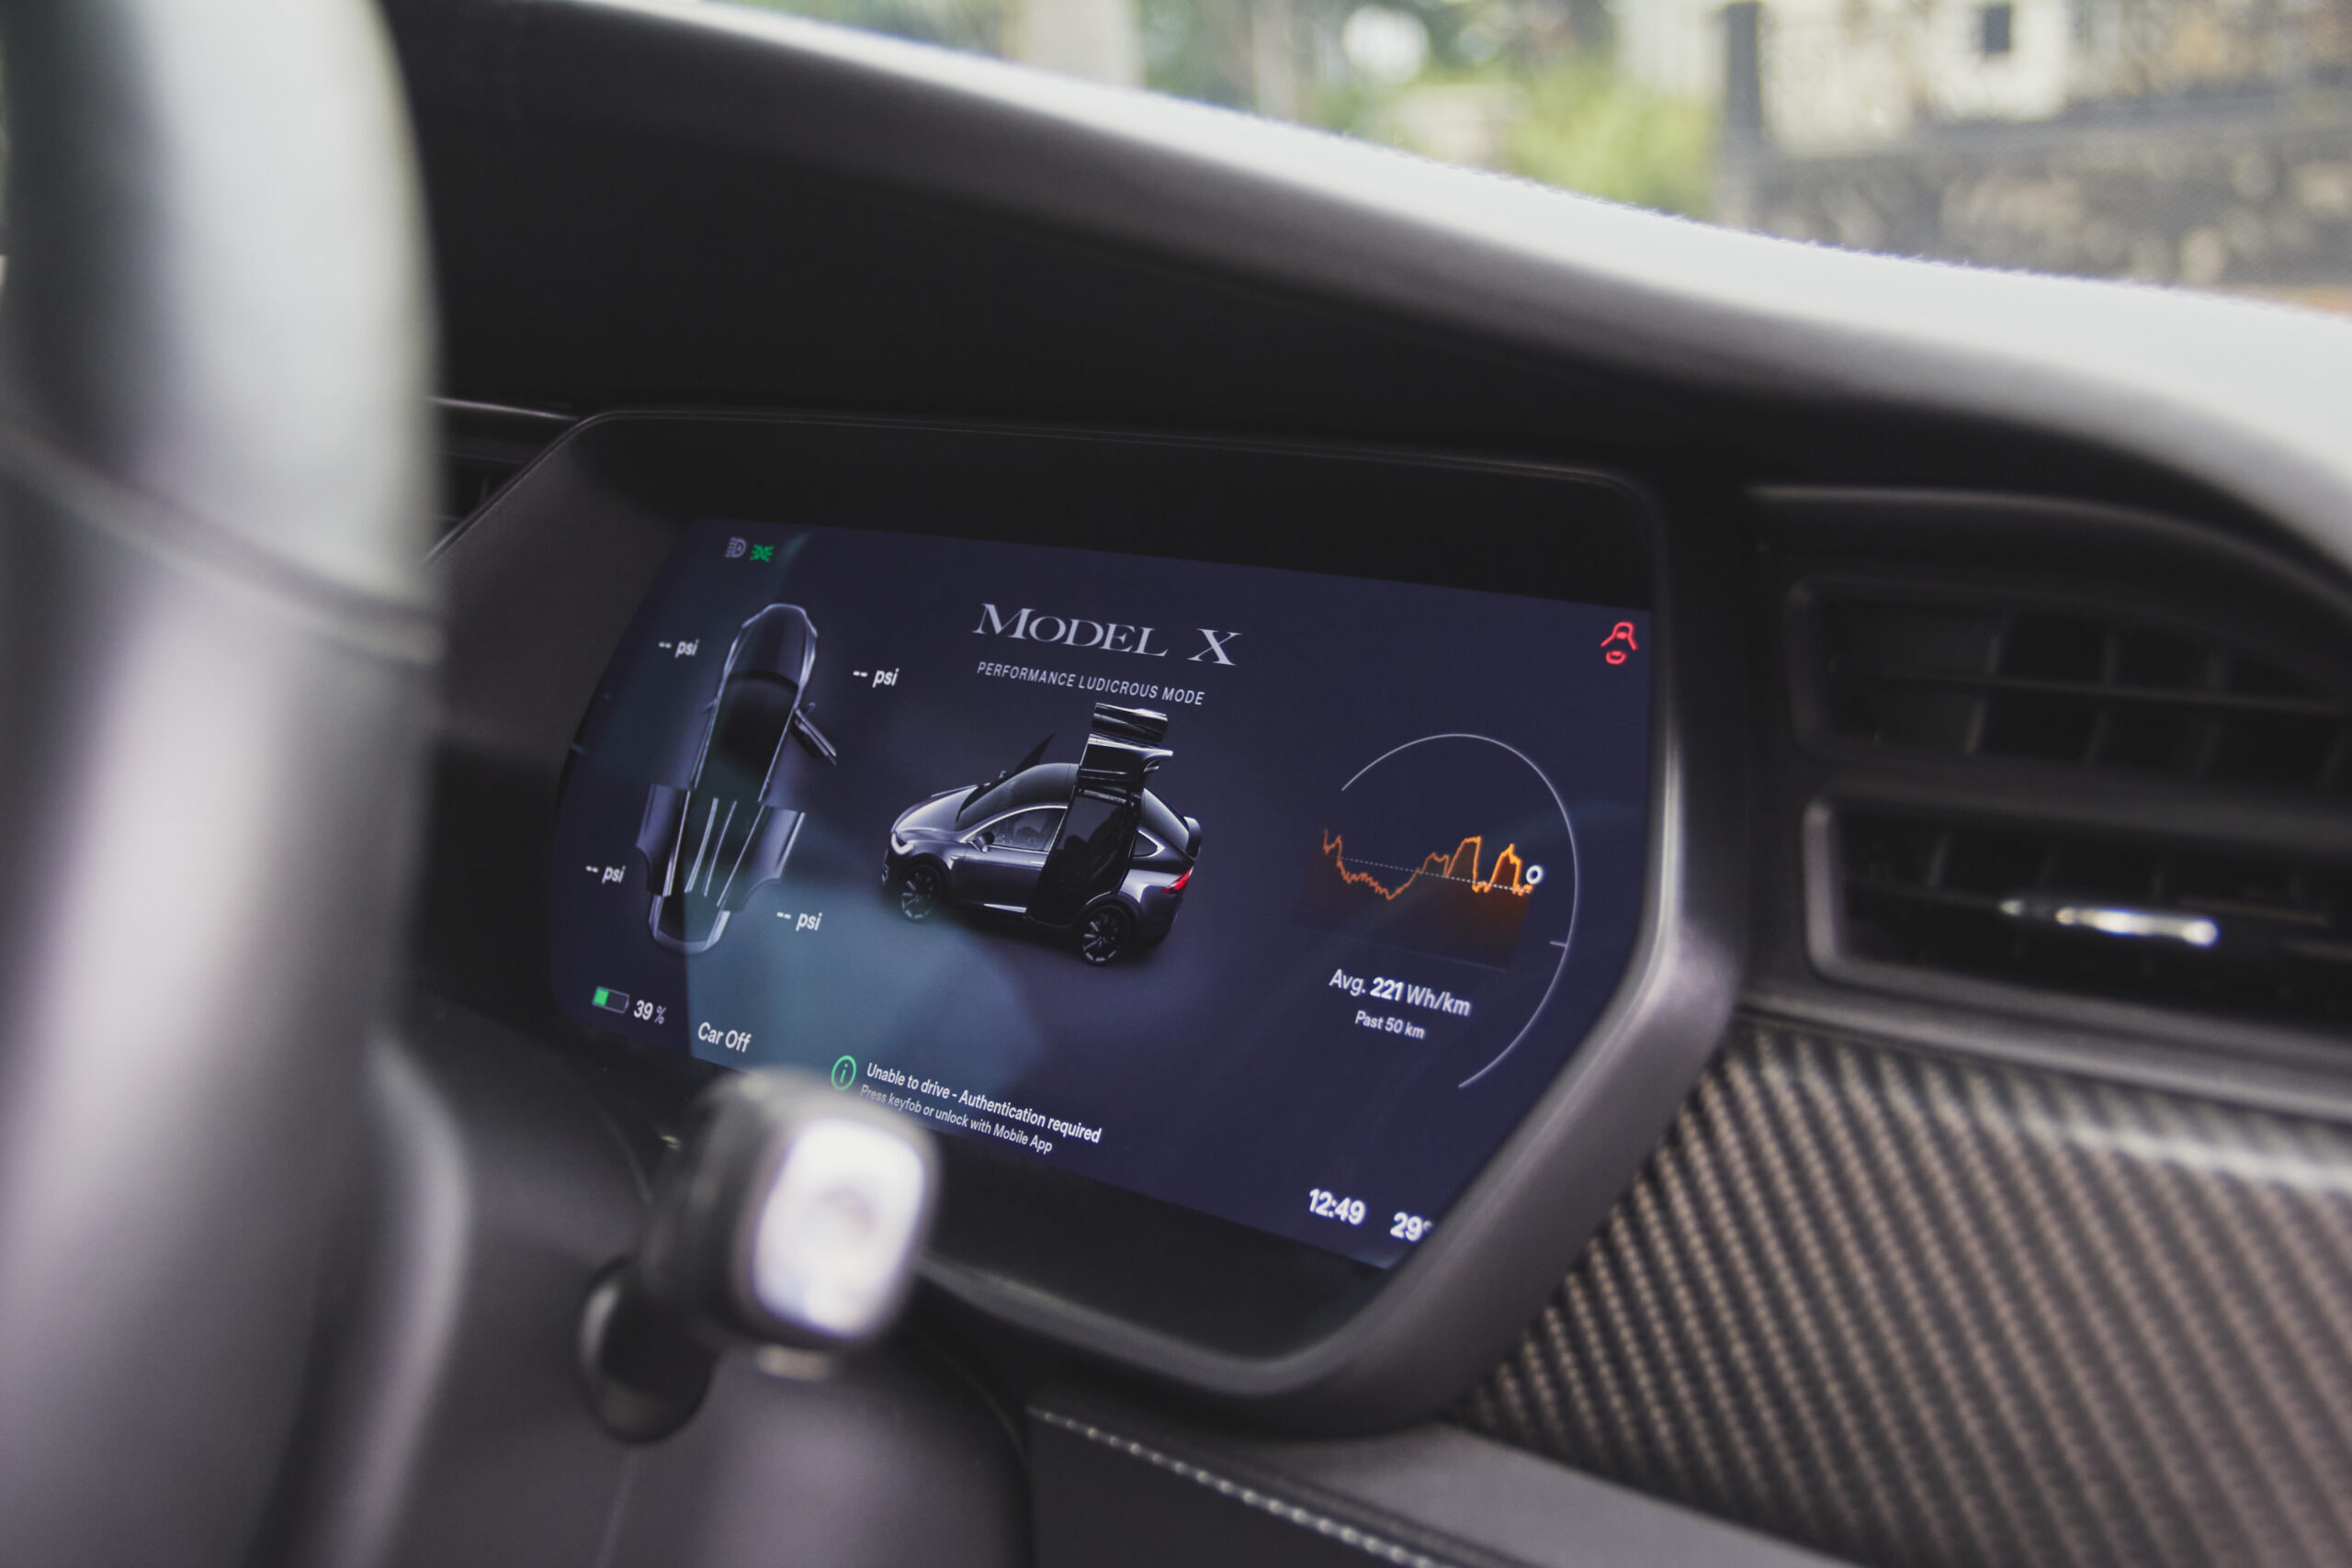 MODEL X
PERFORMANCE LUDICROUS MODE
-- psi
-- psi
-- psi
-- psi
39 %
Car Off
Avg. 221 Wh/km
Past 50 km
Unable to drive - Authentication required
Press keyfob or unlock with Mobile App
12:49
29°